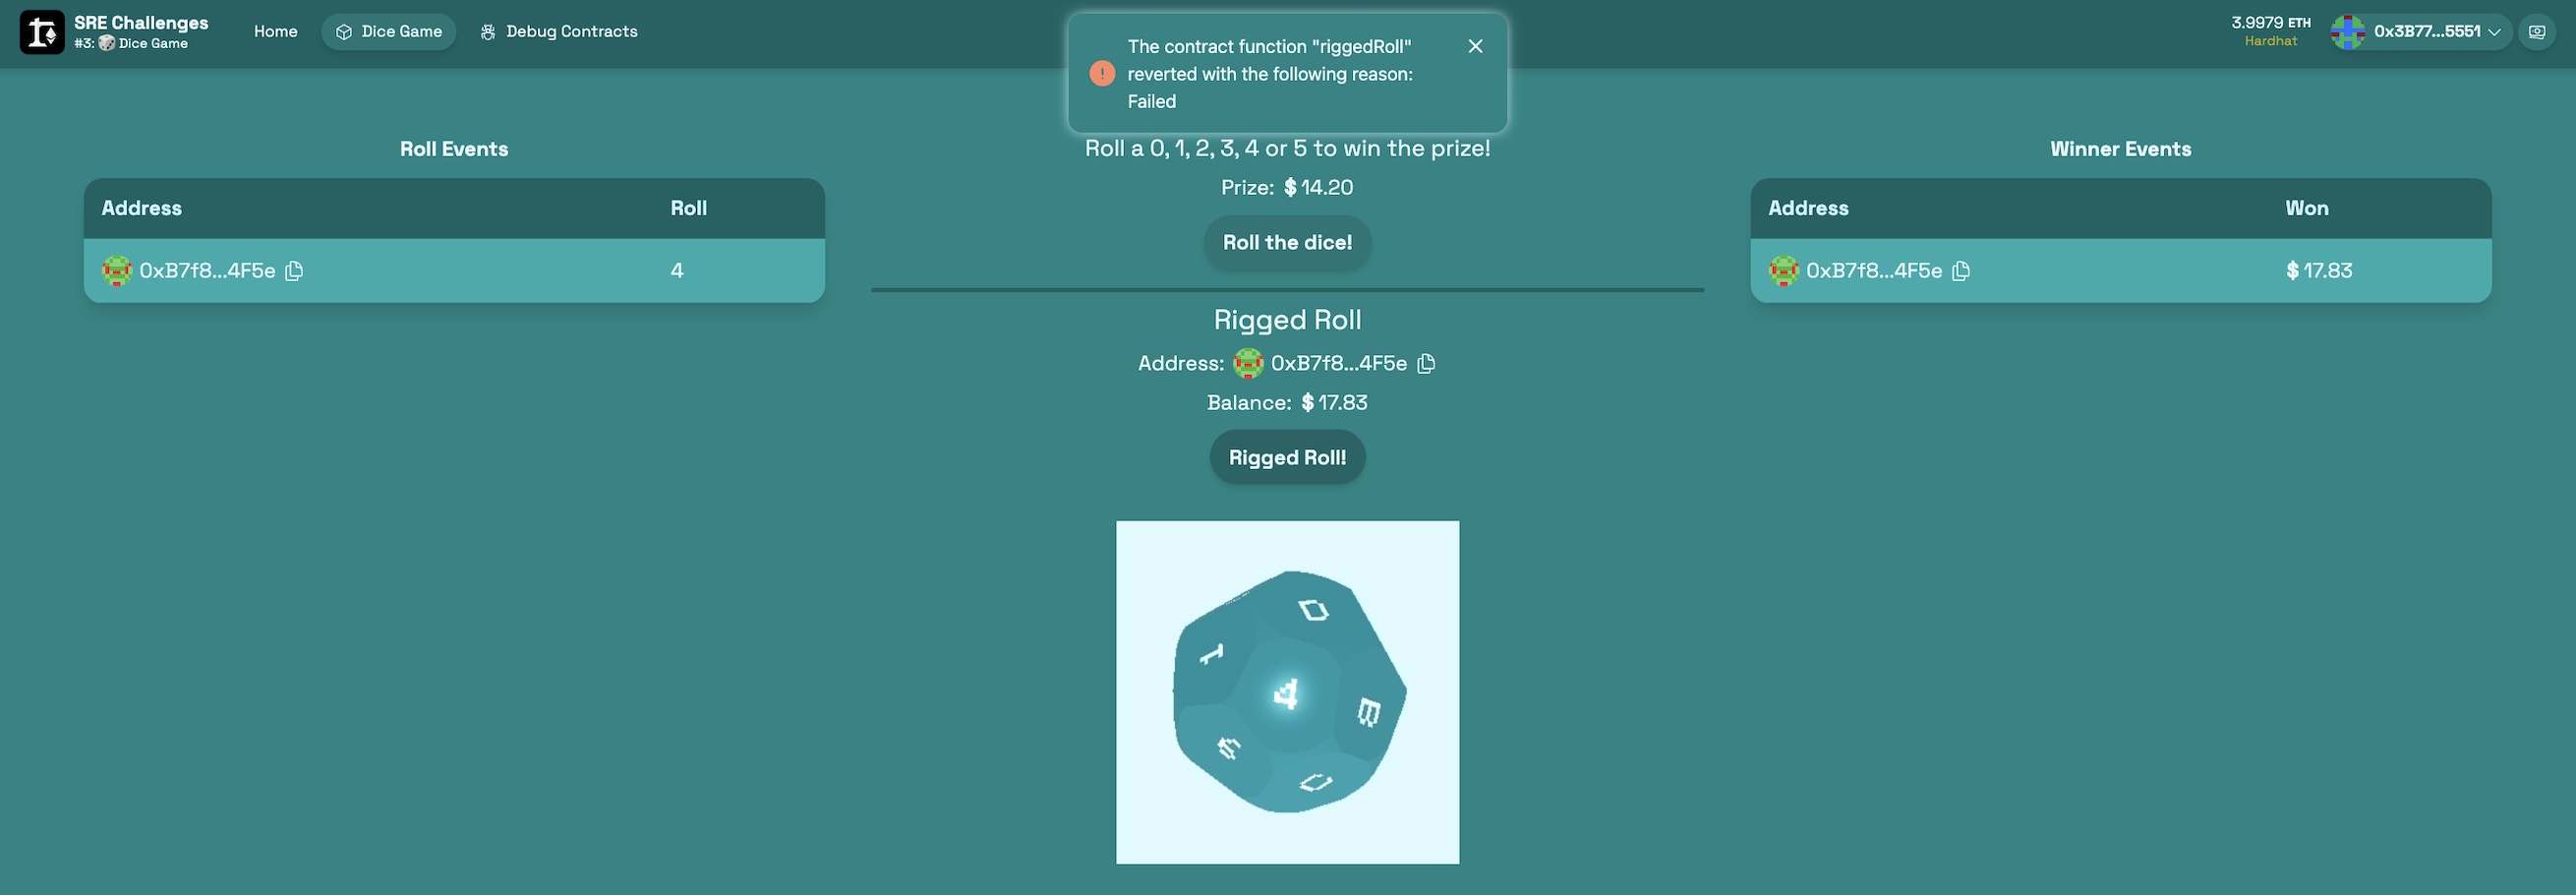 SRE Challenges
#3: 🎲 Dice Game
Home
Dice Game
Debug Contracts
The contract function "riggedRoll"
reverted with the following reason:
Failed
3.9979 ETH
Hardhat
0x3B77...5551
Roll Events
Address Roll
0xB7f8...4F5e 4
Roll a 0, 1, 2, 3, 4 or 5 to win the prize!
Prize: $ 14.20
Roll the dice!
Rigged Roll
Address: 0xB7f8...4F5e
Balance: $ 17.83
Rigged Roll!
Winner Events
Address Won
0xB7f8...4F5e $ 17.83
1
4